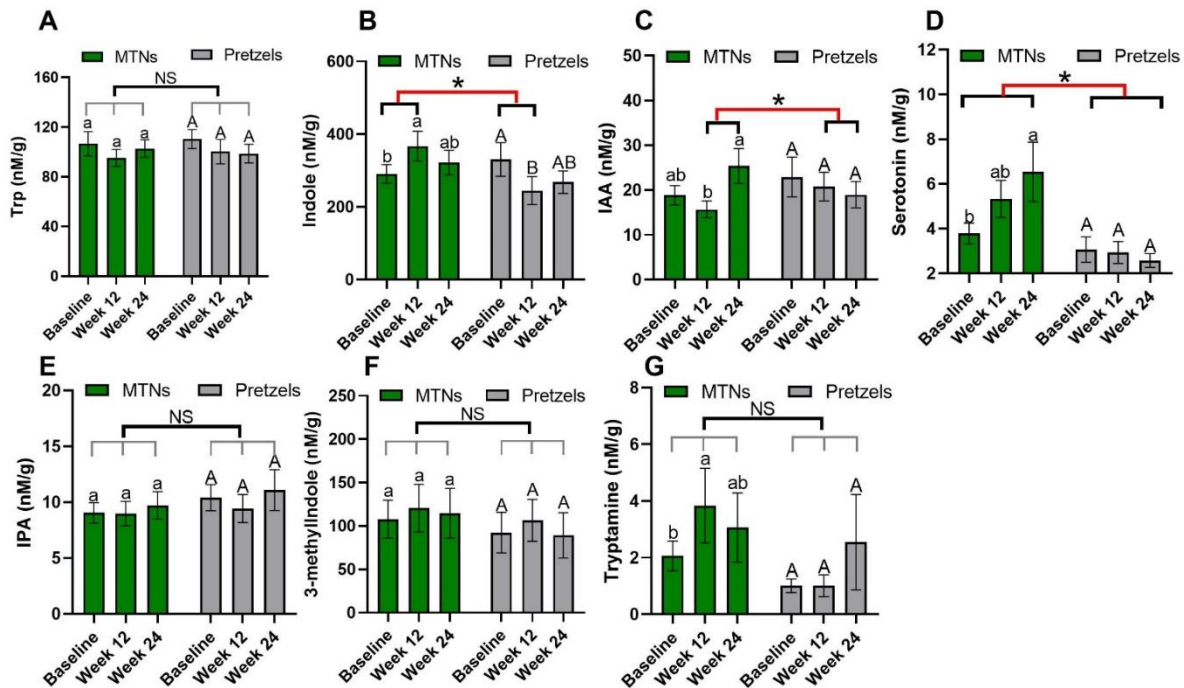 A
MTNs Pretzels
NS
Trp (nM/g)
160
120
80
40
0
a a a A A A
Baseline Week 12 Week 24 Baseline Week 12 Week 24
B
MTNs Pretzels
*
Indole (nM/g)
600
400
200
0
b a ab A B AB
Baseline Week 12 Week 24 Baseline Week 12 Week 24
C
MTNs Pretzels
*
IAA (nM/g)
50
40
30
20
10
0
ab b a A A A
Baseline Week 12 Week 24 Baseline Week 12 Week 24
D
MTNs Pretzels
*
Serotonin (nM/g)
12
10
8
6
4
2
b ab a A A A
Baseline Week 12 Week 24 Baseline Week 12 Week 24
E
MTNs Pretzels
NS
IPA (nM/g)
20
15
10
5
0
a a a A A A
Baseline Week 12 Week 24 Baseline Week 12 Week 24
F
MTNs Pretzels
NS
3-methylIndole (nM/g)
250
200
150
100
50
0
a a a A A A
Baseline Week 12 Week 24 Baseline Week 12 Week 24
G
MTNs Pretzels
NS
Tryptamine (nM/g)
8
6
4
2
0
b a ab A A A
Baseline Week 12 Week 24 Baseline Week 12 Week 24